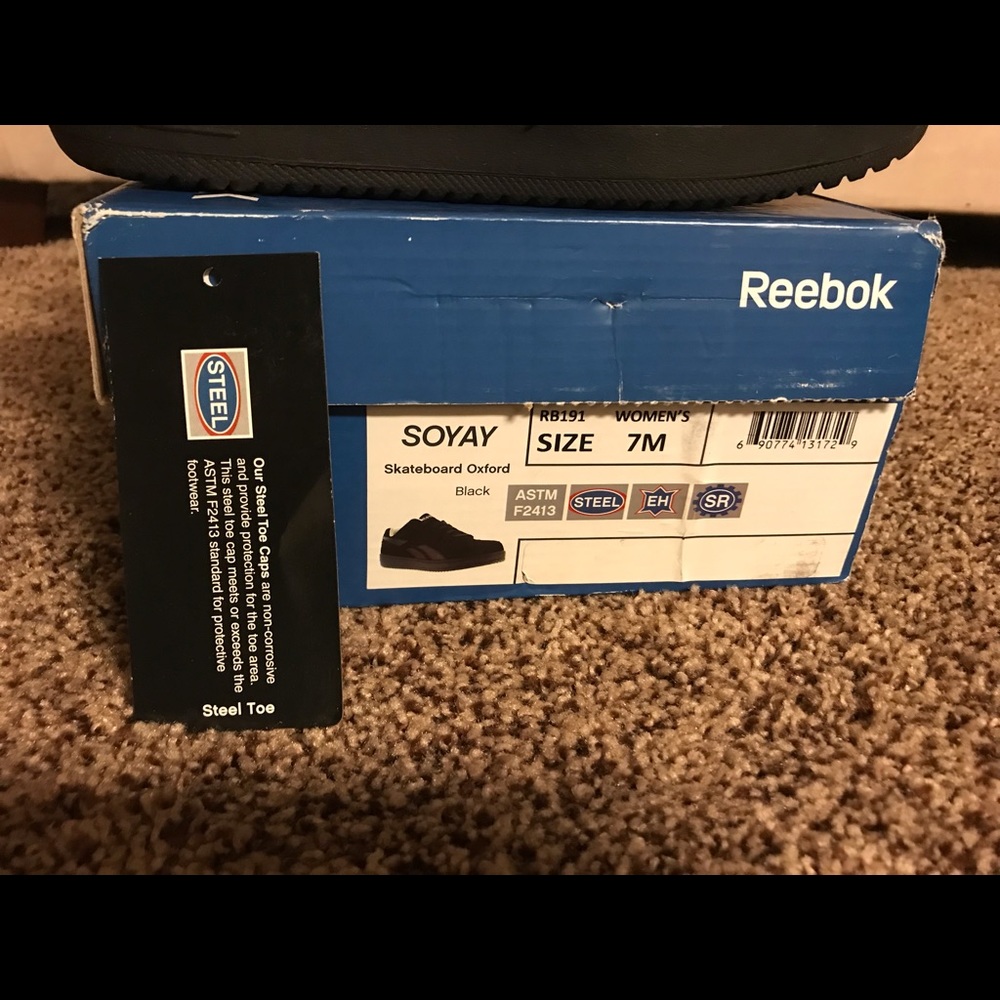 Reebok
STEEL
Our Steel Toe Caps are non-corrosive
and provide protection for the toe area.
This steel toe cap meets or exceeds the
ASTM F2413 standard for protective
footwear.
Steel Toe
SOYAY
Skateboard Oxford
Black
RB191 WOMEN'S
SIZE 7M
6 90774 13172 9
ASTM
F2413
STEEL
EH
SR